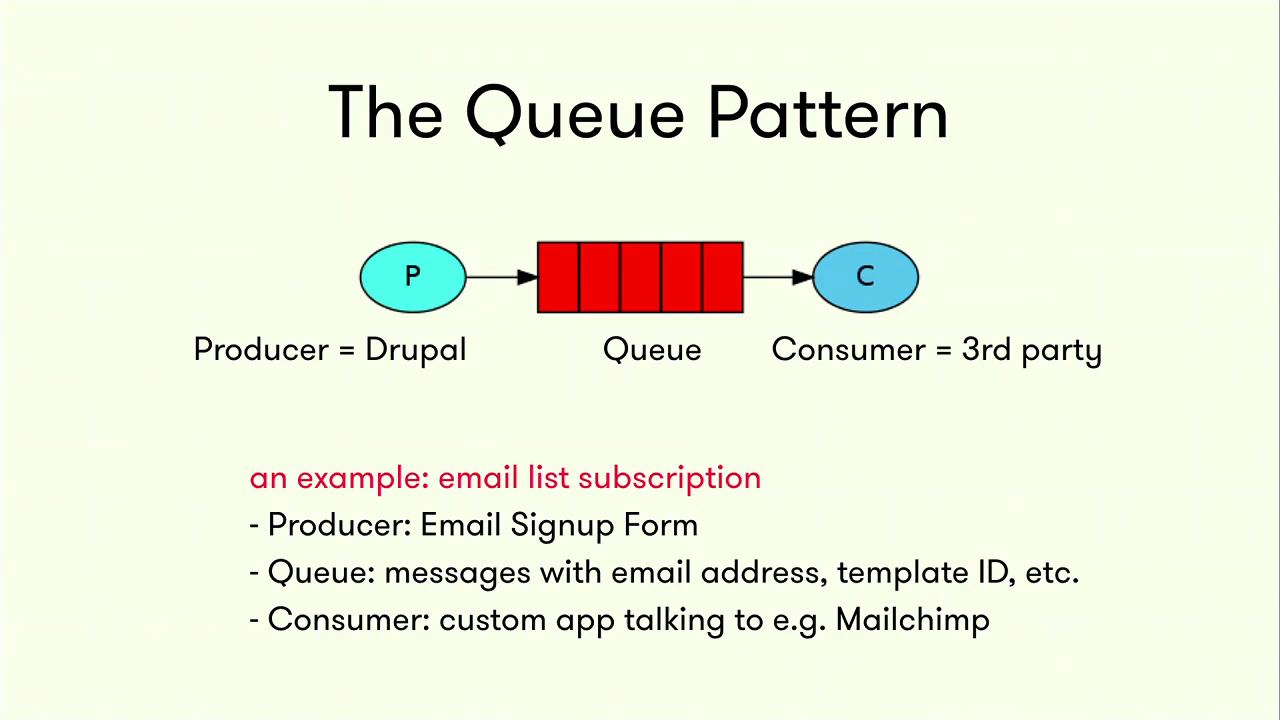 The Queue Pattern
P
C
Producer = Drupal
Queue
Consumer = 3rd party
an example: email list subscription
- Producer: Email Signup Form
- Queue: messages with email address, template ID, etc.
- Consumer: custom app talking to e.g. Mailchimp